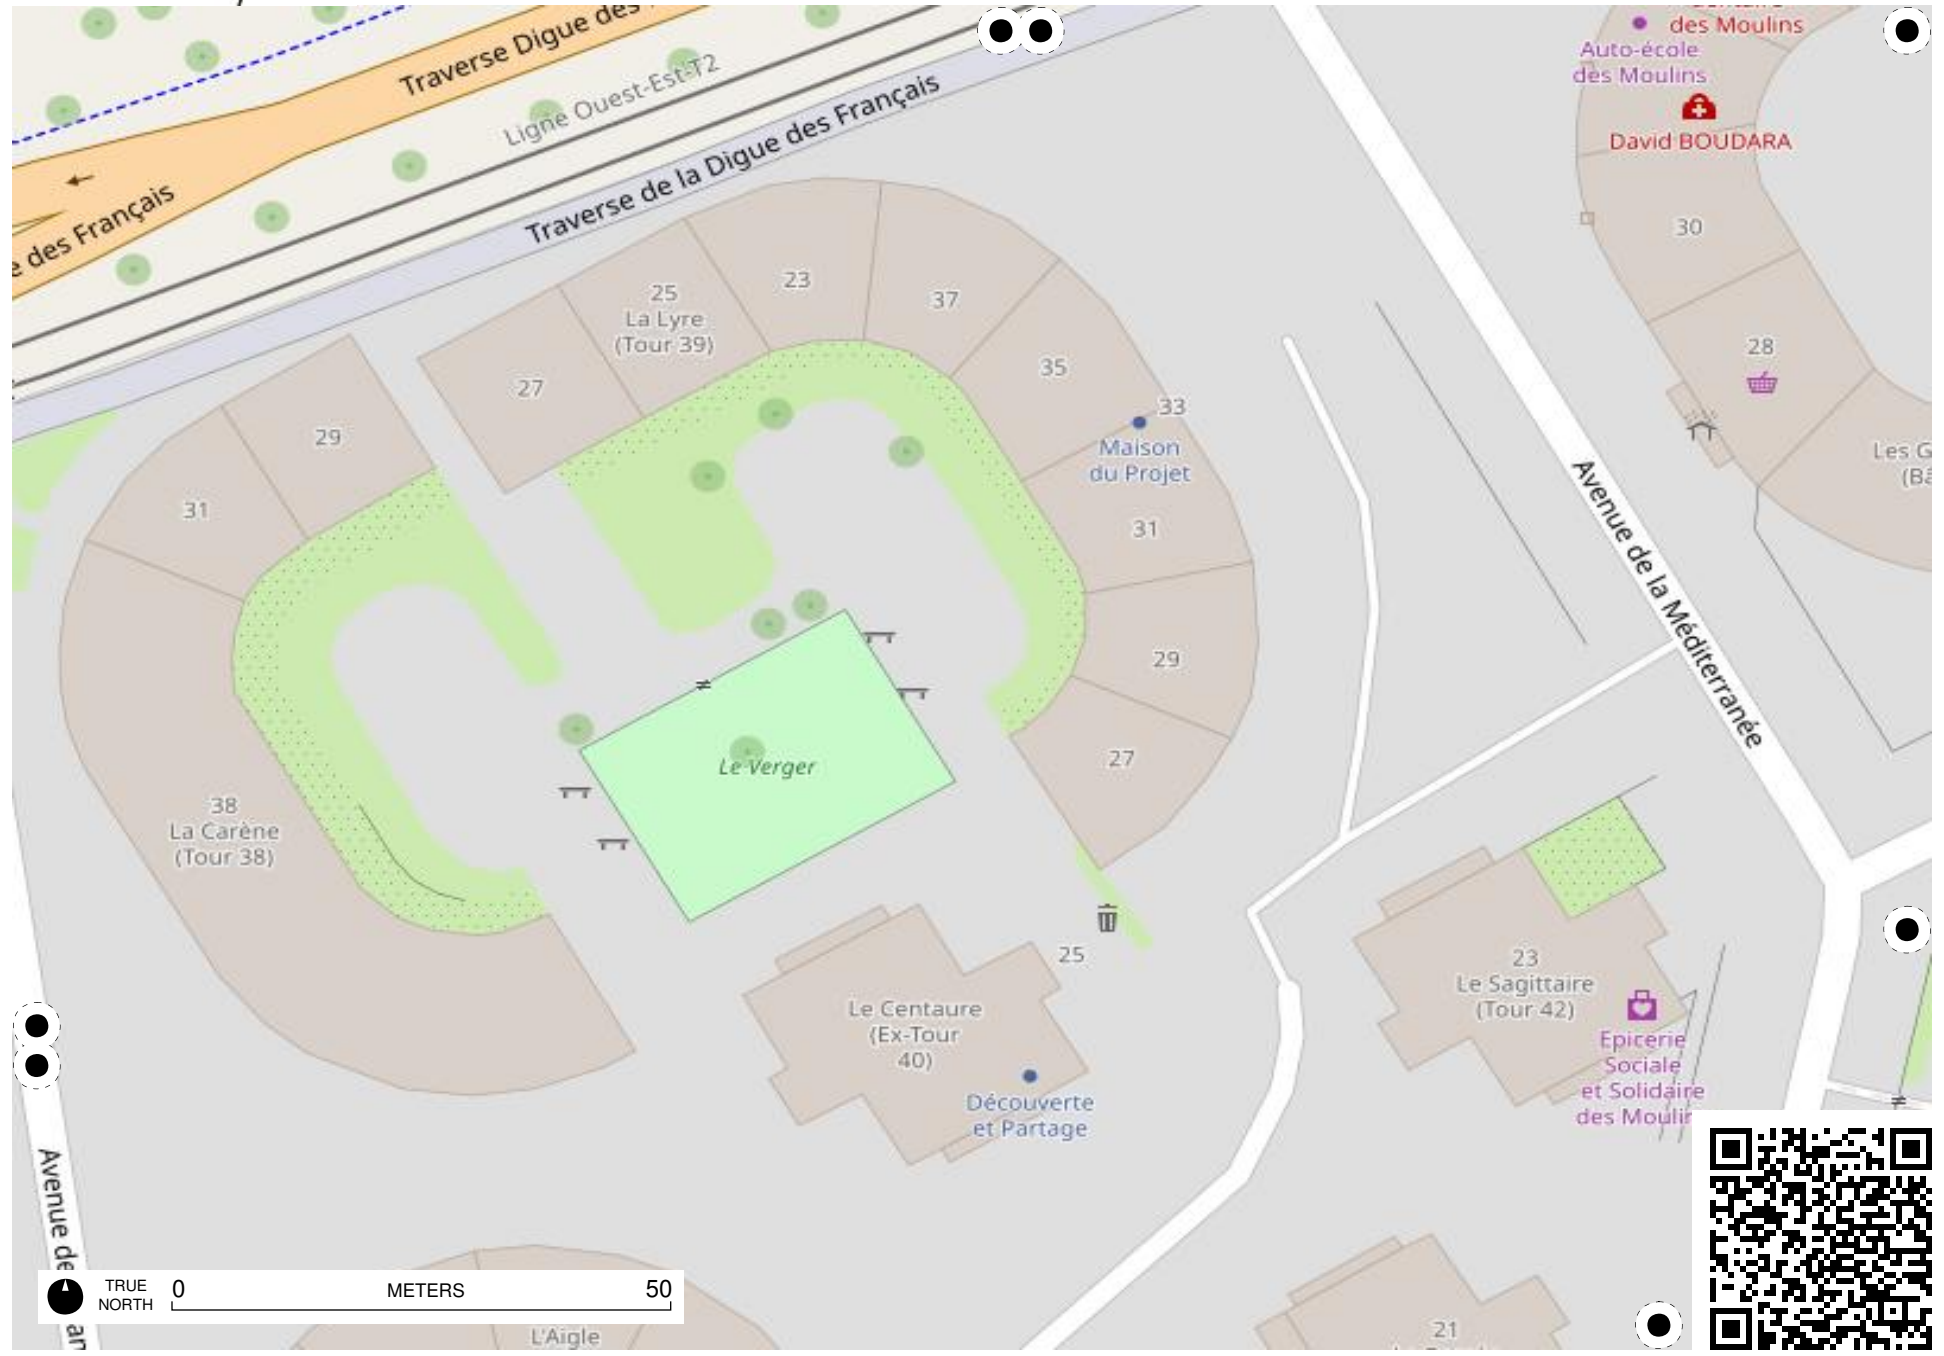 Traverse Digue des
des Moulins
Auto-école
des Moulins
Ligne Ouest-Est-T2
David BOUDARA
Traverse de la Digue des Français
des Français
30
25
La Lyre
(Tour 39)
23
37
28
27
35
33
29
Maison
du Projet
Les
31
31
Avenue de la Méditerranée
29
27
Le Verger
38
La Carène
(Tour 38)
25
23
Le Sagittaire
(Tour 42)
Le Centaure
(Ex-Tour
40)
Epicerie
Sociale
et Solidaire
des Moulin
Découverte
et Partage
Avenue de
TRUE
NORTH
0
METERS
50
L'Aigle
21